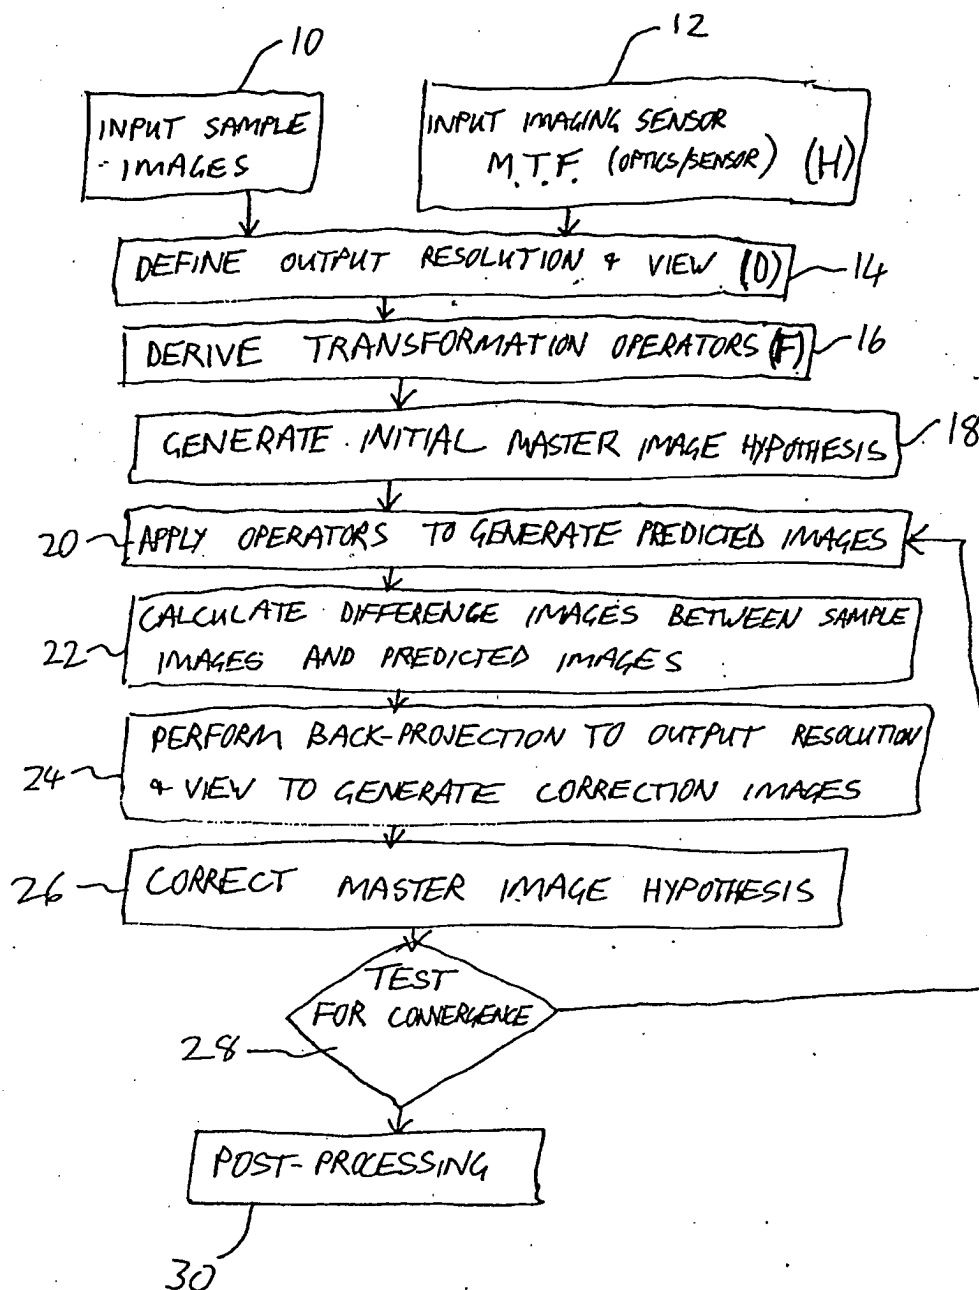 10
12
INPUT SAMPLE
IMAGES
INPUT IMAGING SENSOR
M.T.F. (OPTICS/SENSOR) (H)
DEFINE OUTPUT RESOLUTION & VIEW (D)
14
DERIVE TRANSFORMATION OPERATORS (F)
16
GENERATE INITIAL MASTER IMAGE HYPOTHESIS
18
20
APPLY OPERATORS TO GENERATE PREDICTED IMAGES
CALCULATE DIFFERENCE IMAGES BETWEEN SAMPLE
22
IMAGES AND PREDICTED IMAGES
PERFORM BACK-PROJECTION TO OUTPUT RESOLUTION
24
& VIEW TO GENERATE CORRECTION IMAGES
26
CORRECT MASTER IMAGE HYPOTHESIS
TEST
FOR CONVERGENCE
28
POST-PROCESSING
30